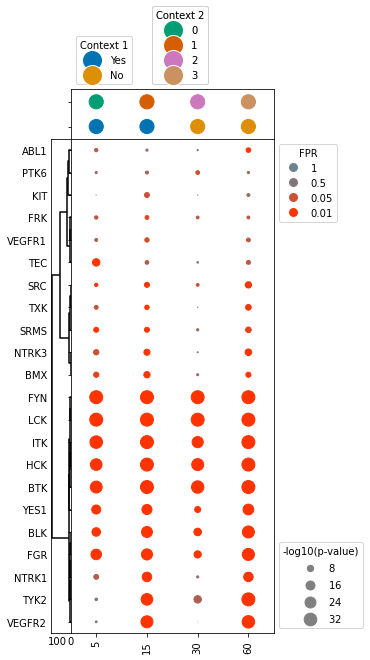 Context 2
0
1
2
3
Context 1
Yes
No
ABL1
PTK6
KIT
FRK
VEGFR1
TEC
SRC
TXK
SRMS
NTRK3
BMX
FYN
LCK
ITK
HCK
BTK
YES1
BLK
FGR
NTRK1
TYK2
VEGFR2
FPR
1
0.5
0.05
0.01
-log10(p-value)
8
16
24
32
100 0
5
15
30
60